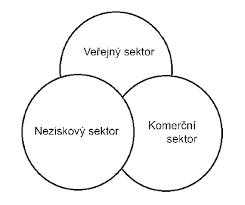 Veřejný sektor
Neziskový sektor
Komerční
sektor